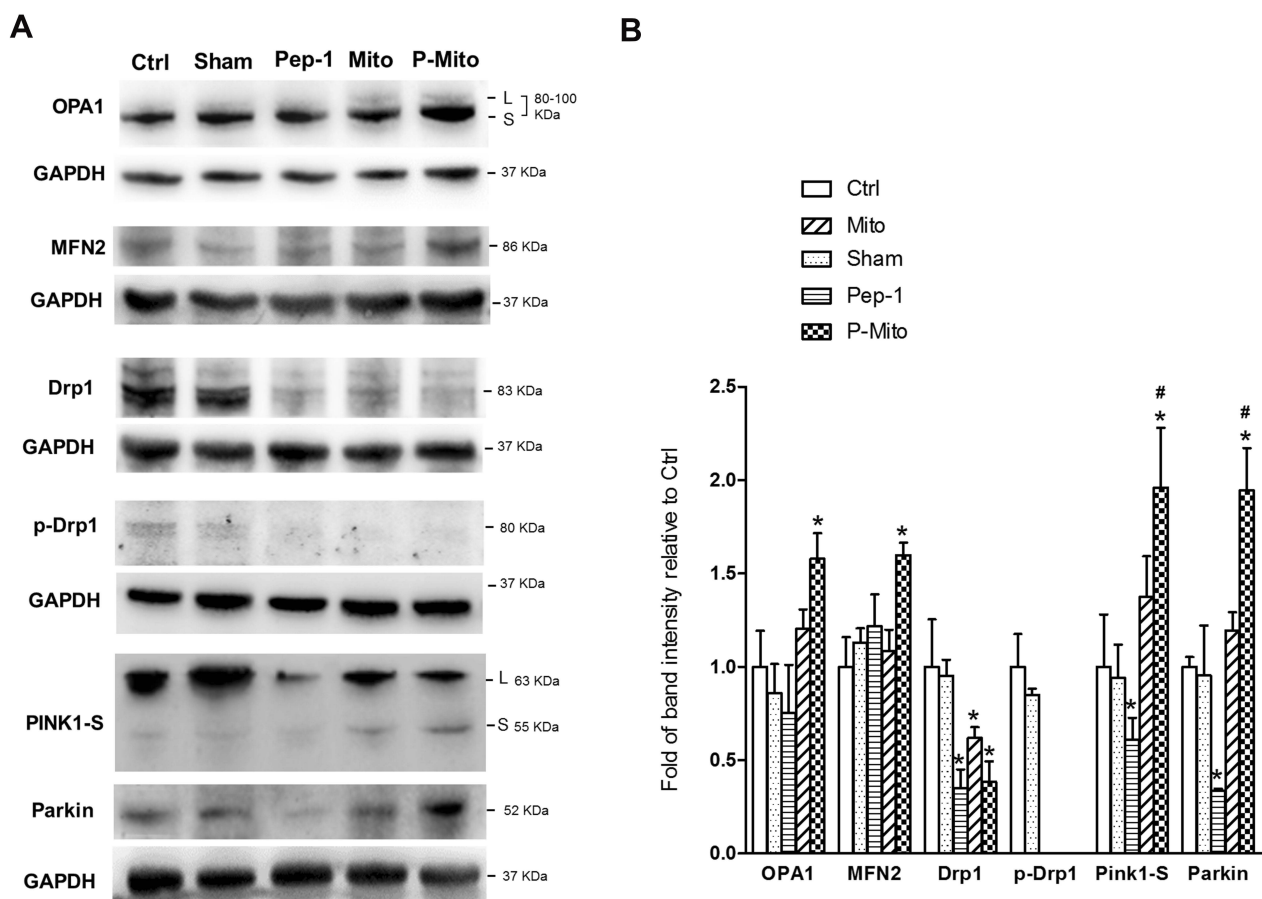 A
Ctrl Sham Pep-1 Mito P-Mito
OPA1
L
S
80-100
KDa
GAPDH
37 KDa
MFN2
86 KDa
GAPDH
37 KDa
Drp1
83 KDa
GAPDH
37 KDa
p-Drp1
80 KDa
GAPDH
37 KDa
PINK1-S
L 63 KDa
S 55 KDa
Parkin
52 KDa
GAPDH
37 KDa
B
Ctrl
Mito
Sham
Pep-1
P-Mito
Fold of band intensity relative to Ctrl
2.5
2.0
1.5
1.0
0.5
0.0
* * * * * * # * * # *
OPA1 MFN2 Drp1 p-Drp1 Pink1-S Parkin